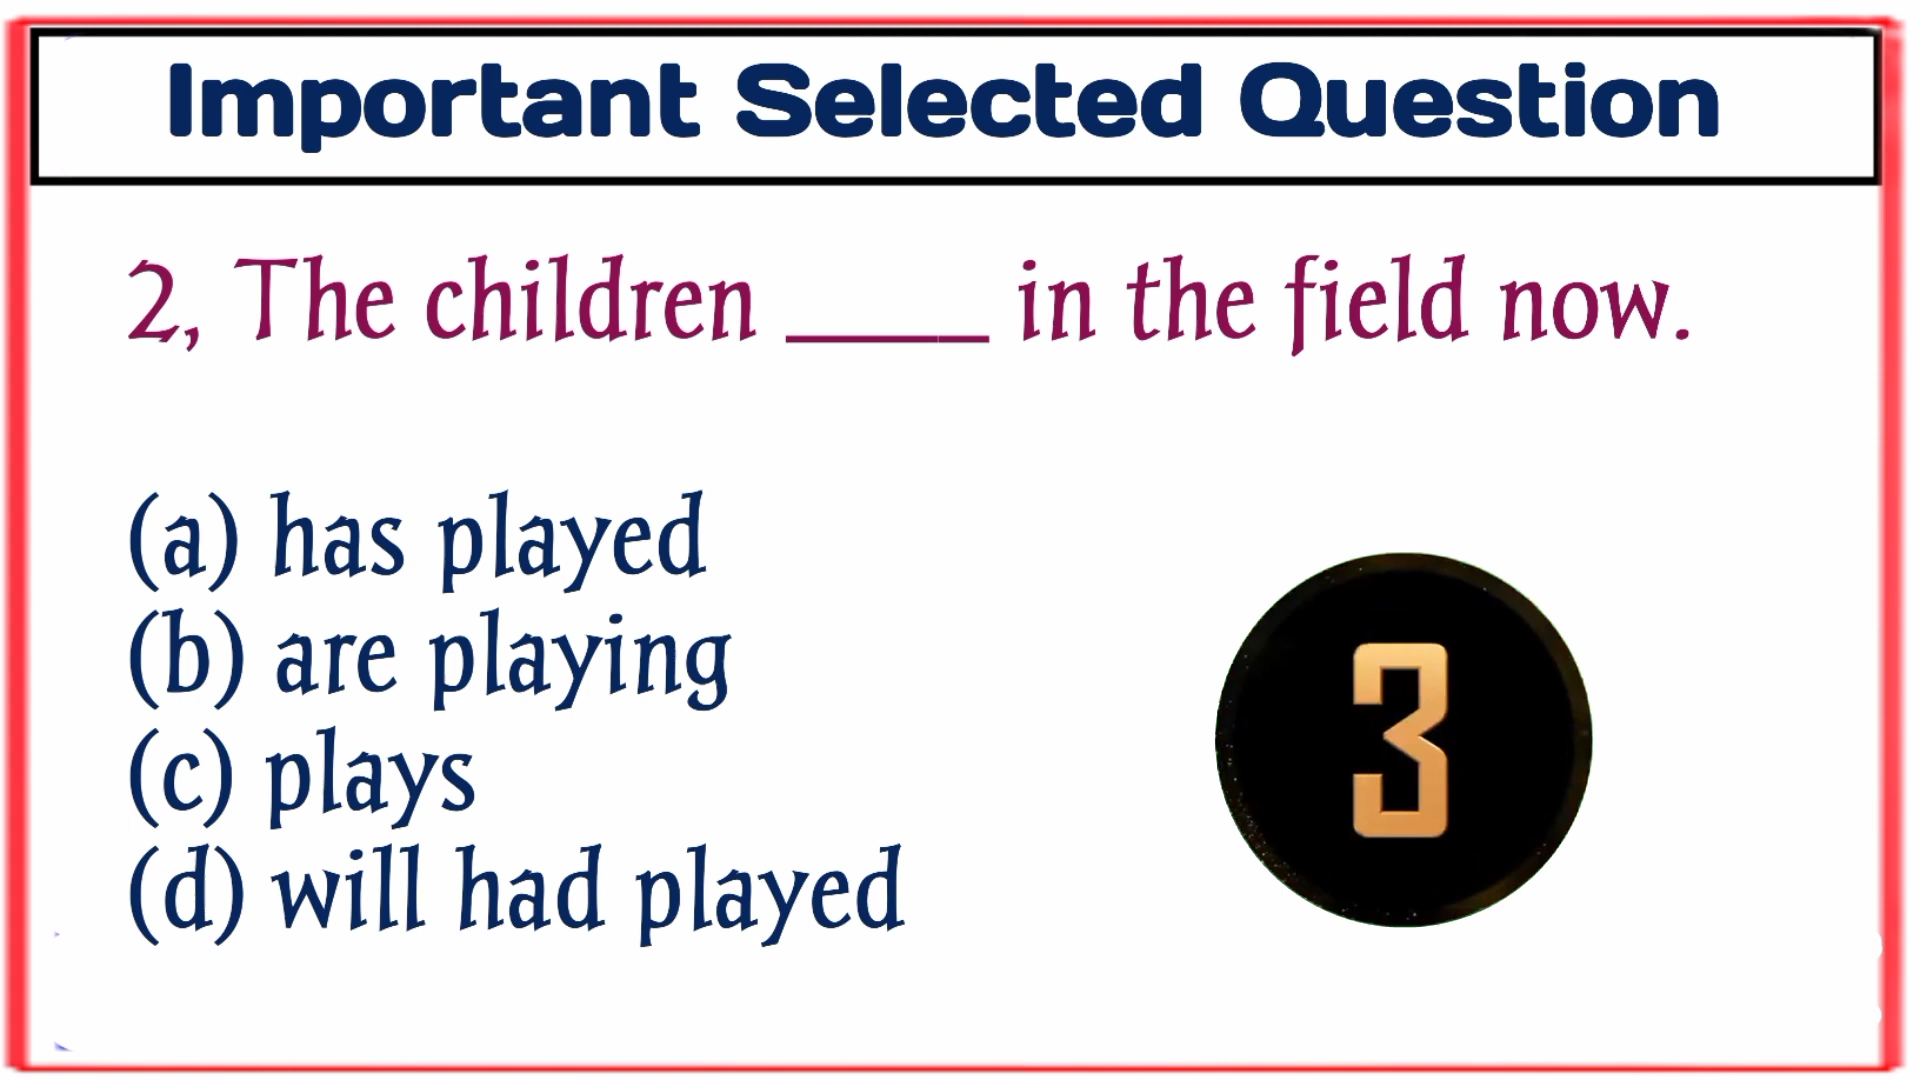 Important Selected Question
2, The children ____ in the field now.
(a) has played
(b) are playing
(c) plays
(d) will had played
3